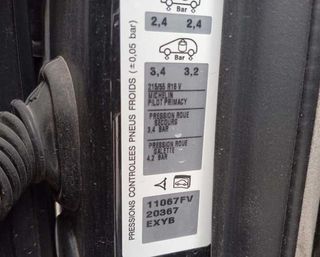 2,4 2,4
Bar
3,4 3,2
215/55 R16 V
MICHELIN
PILOT PRIMACY
PRESSION ROUE
SECOURS
3,4 BAR
PRESSION ROUE
GALETTE
4,2 BAR
11067FV
20367
EXYB
PRESSIONS CONTROLEES PNEUS FROIDS (±0,05 bar)